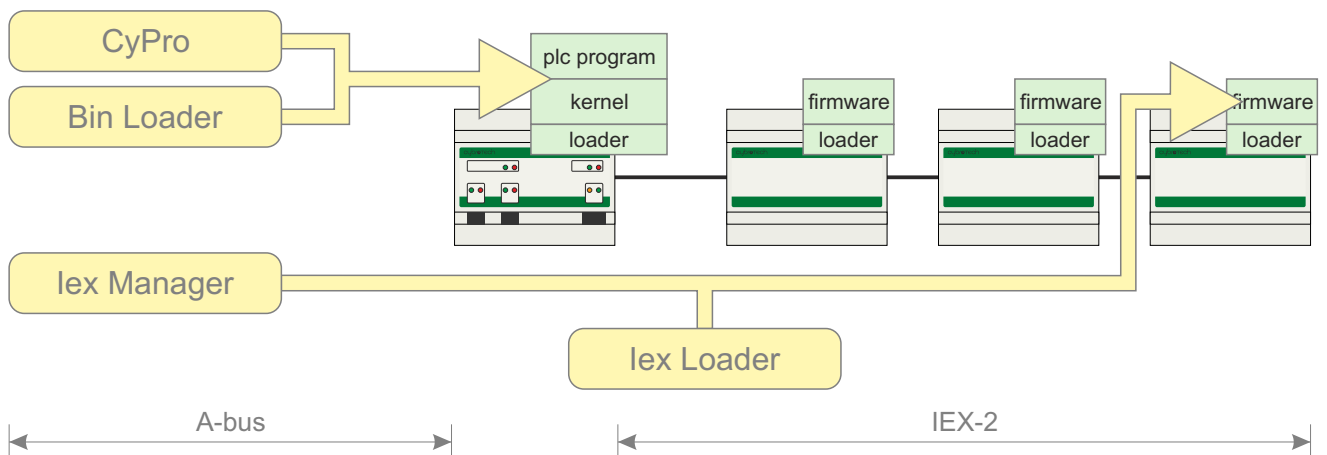 CyPro
Bin Loader
plc program
kernel
loader
firmware
loader
firmware
loader
firmware
loader
Iex Manager
Iex Loader
A-bus
IEX-2